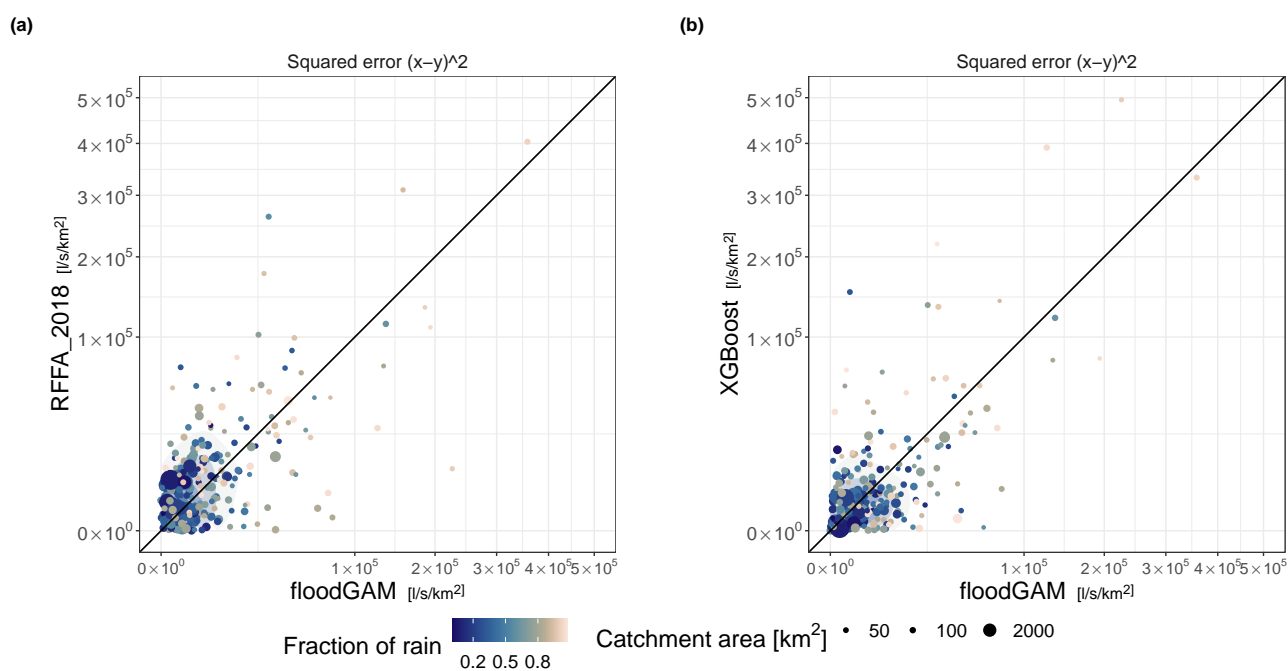 (a)
Squared error (x−y)^2
5×10⁵
4×10⁵
3×10⁵
2×10⁵
1×10⁵
0×10⁰
RFFA_2018 [l/s/km²]
0×10⁰ 1×10⁵ 2×10⁵ 3×10⁵ 4×10⁵ 5×10⁵
floodGAM [l/s/km²]
(b)
Squared error (x−y)^2
5×10⁵
4×10⁵
3×10⁵
2×10⁵
1×10⁵
0×10⁰
XGBoost [l/s/km²]
0×10⁰ 1×10⁵ 2×10⁵ 3×10⁵ 4×10⁵ 5×10⁵
floodGAM [l/s/km²]
Fraction of rain
0.2 0.5 0.8
Catchment area [km²] 50 100 2000